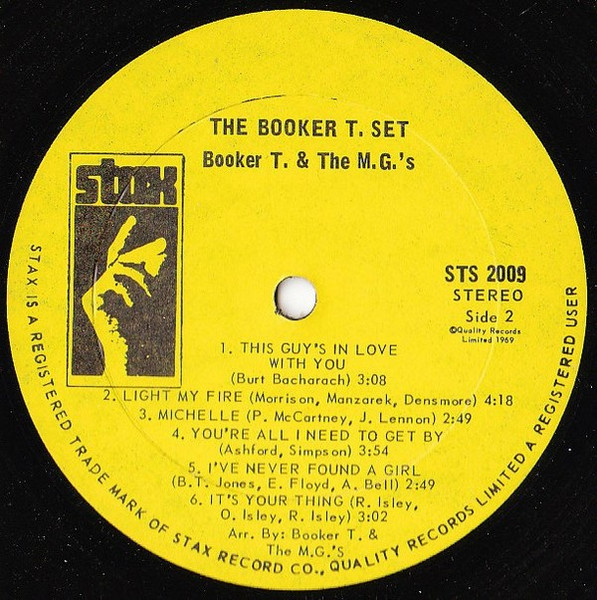 THE BOOKER T. SET
Booker T. & The M.G.'s
stax
STS 2009
STEREO
Side 2
©Quality Records
Limited 1969
1. THIS GUY'S IN LOVE
WITH YOU
(Burt Bacharach) 3:08
2. LIGHT MY FIRE (Morrison, Manzarek, Densmore) 4:18
3. MICHELLE (P. McCartney, J. Lennon) 2:49
4. YOU'RE ALL I NEED TO GET BY
(Ashford, Simpson) 3:54
5. I'VE NEVER FOUND A GIRL
(B.T. Jones, E. Floyd, A. Bell) 2:49
6. IT'S YOUR THING (R. Isley,
O. Isley, R. Isley) 3:02
Arr. By: Booker T. &
The M.G.'S
STAX IS A REGISTERED TRADE MARK OF STAX RECORD CO., QUALITY RECORDS LIMITED A REGISTERED USER